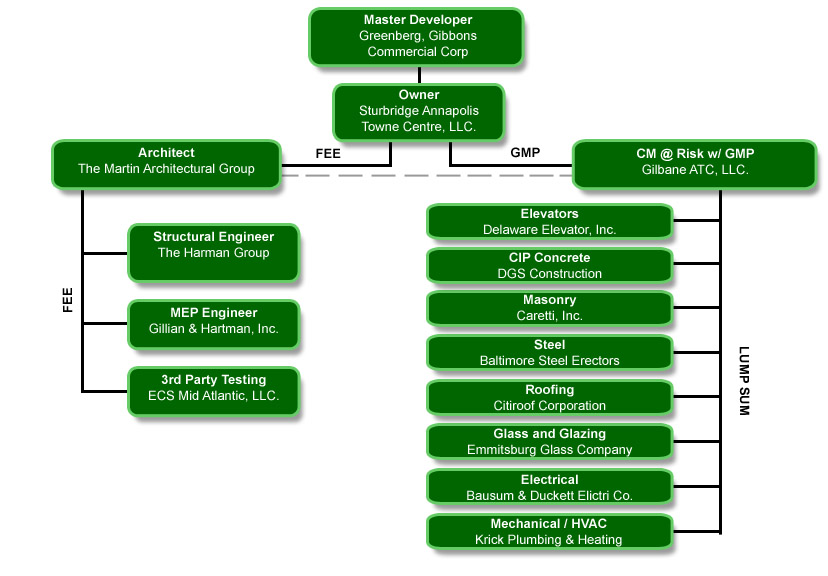 Master Developer
Greenberg, Gibbons
Commercial Corp
Owner
Sturbridge Annapolis
Towne Centre, LLC.
FEE
GMP
Architect
The Martin Architectural Group
CM @ Risk w/ GMP
Gilbane ATC, LLC.
Structural Engineer
The Harman Group
MEP Engineer
Gillian & Hartman, Inc.
3rd Party Testing
ECS Mid Atlantic, LLC.
FEE
Elevators
Delaware Elevator, Inc.
CIP Concrete
DGS Construction
Masonry
Caretti, Inc.
Steel
Baltimore Steel Erectors
Roofing
Citiroof Corporation
Glass and Glazing
Emmitsburg Glass Company
Electrical
Bausum & Duckett Elictri Co.
Mechanical / HVAC
Krick Plumbing & Heating
LUMP SUM